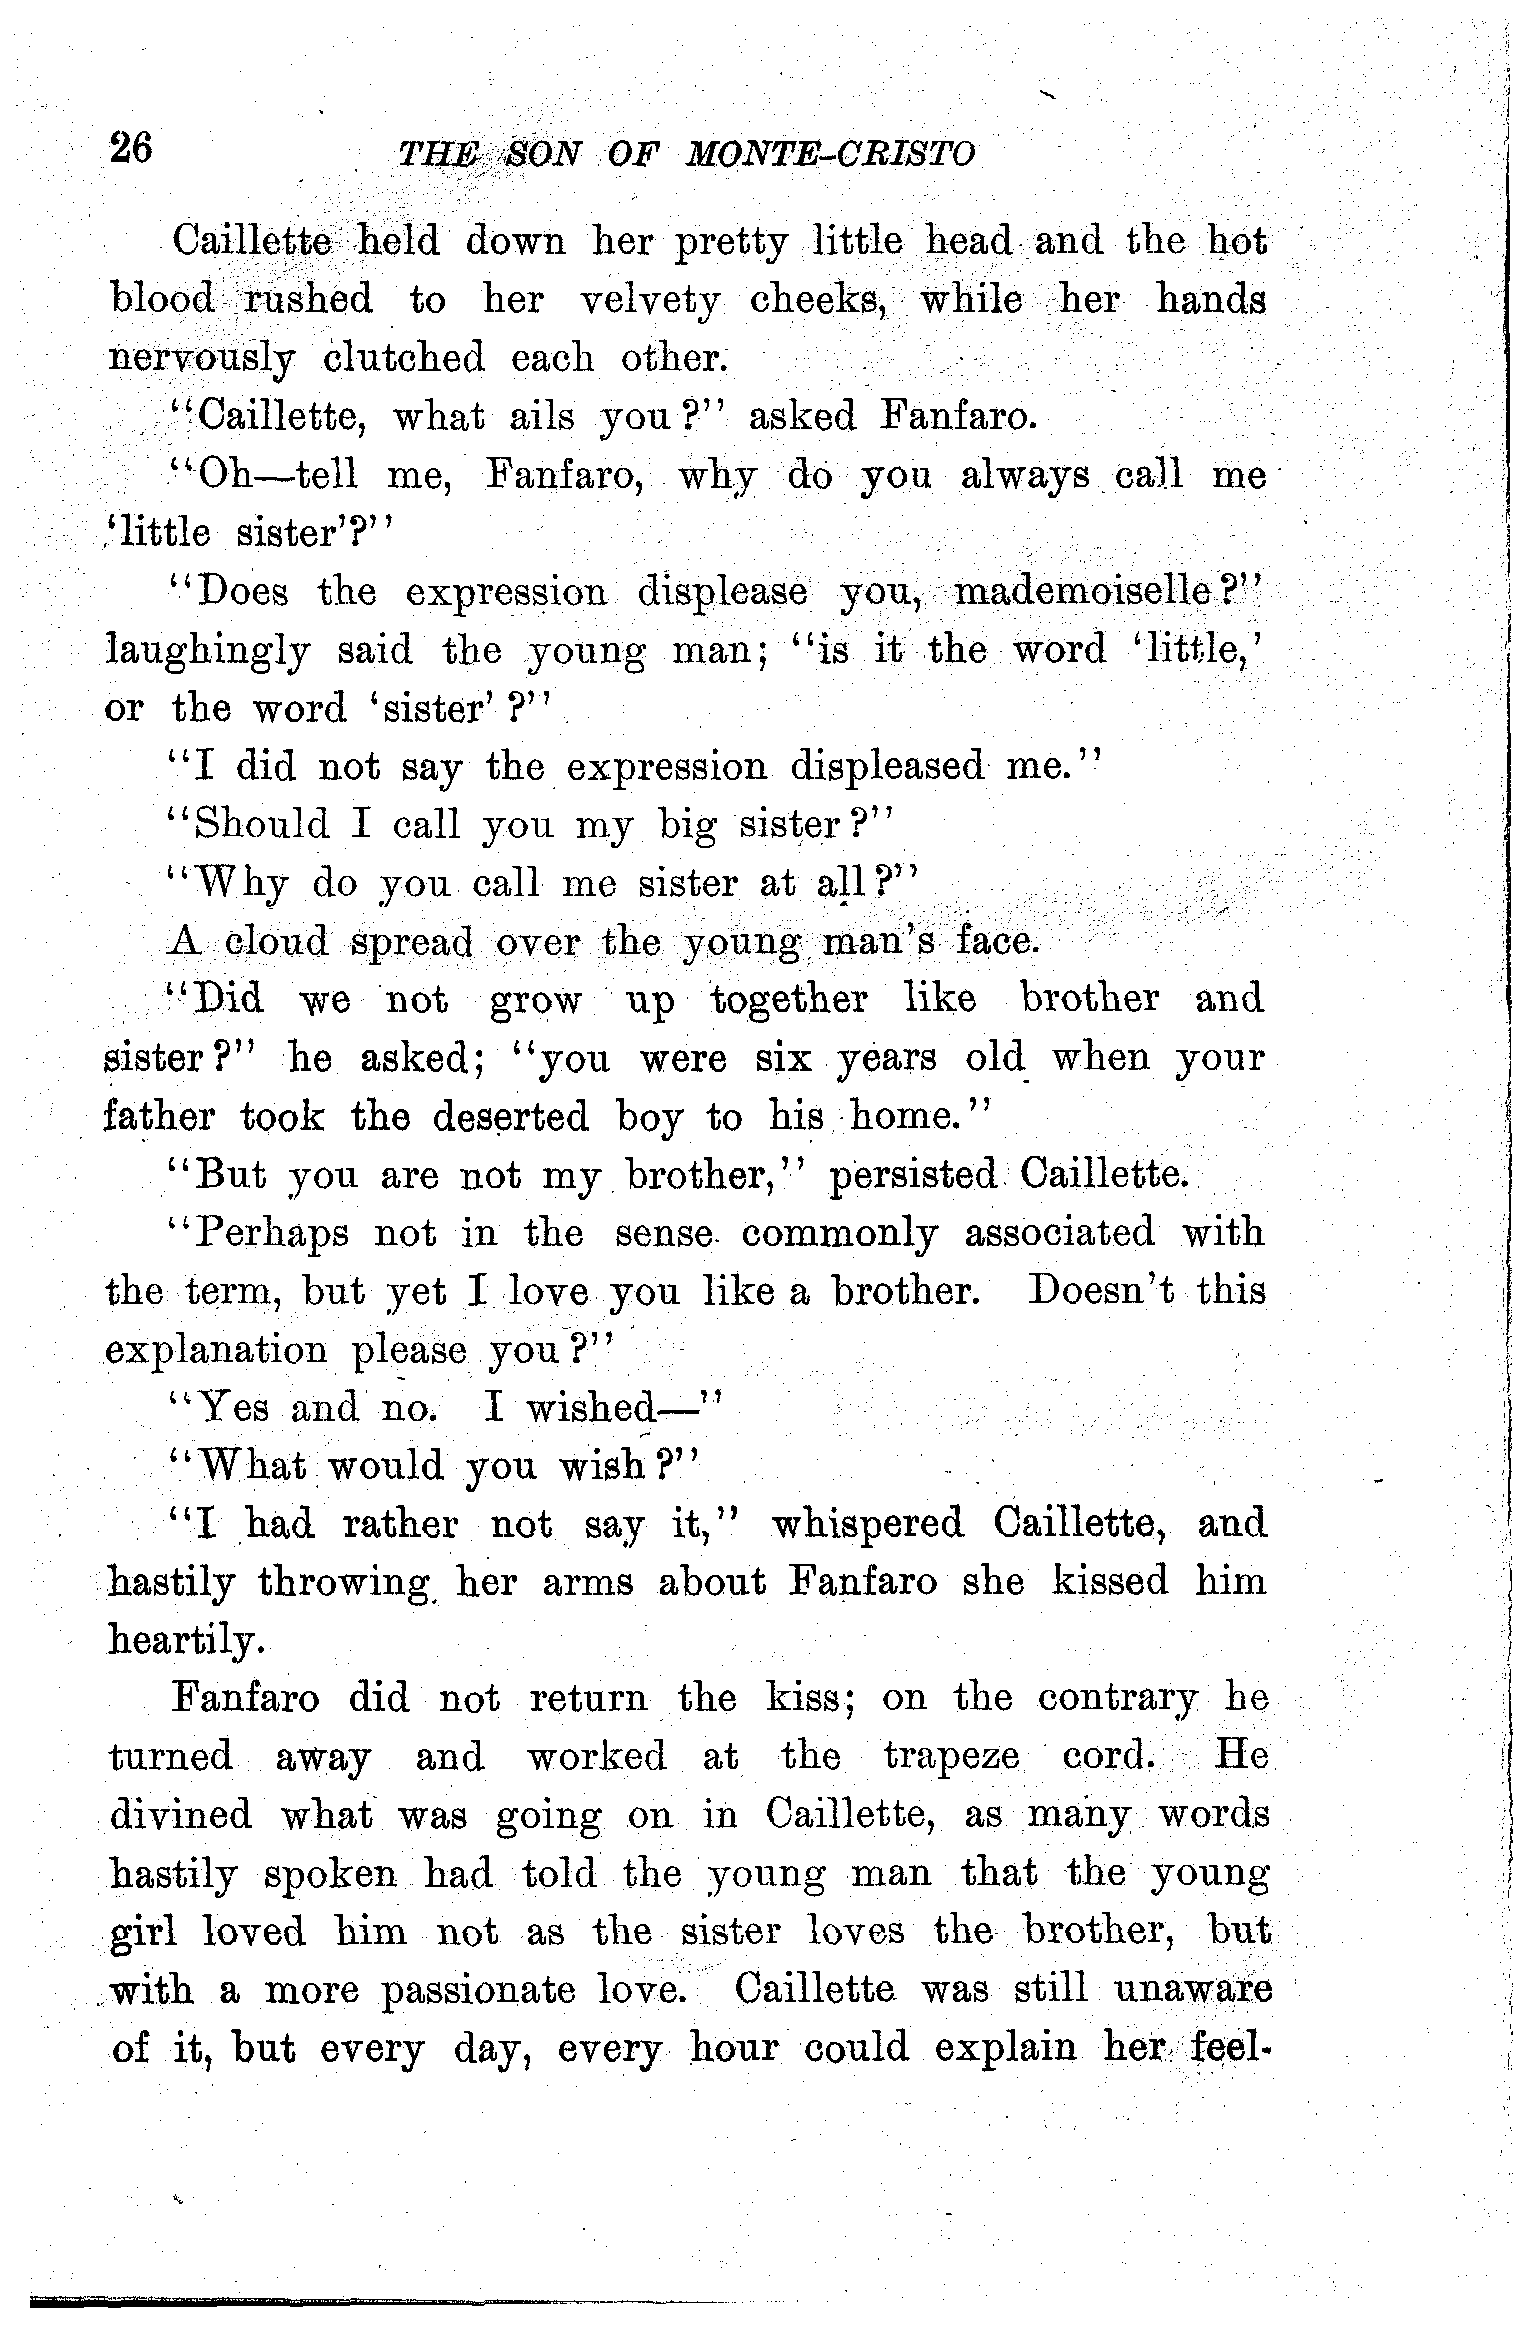 26 THE SON OF MONTE-CRISTO
Caillette held down her pretty little head and the hot
blood rushed to her velvety cheeks, while her hands
nervously clutched each other.
"Caillette, what ails you?" asked Fanfaro.
"Oh—tell me, Fanfaro, why do you always call me
'little sister'?"
"Does the expression displease you, mademoiselle?"
laughingly said the young man; "is it the word 'little,'
or the word 'sister'?"
"I did not say the expression displeased me."
"Should I call you my big sister?"
"Why do you call me sister at all?"
A cloud spread over the young man's face.
"Did we not grow up together like brother and
sister?" he asked; "you were six years old when your
father took the deserted boy to his home."
"But you are not my brother," persisted Caillette.
"Perhaps not in the sense commonly associated with
the term, but yet I love you like a brother. Doesn't this
explanation please you?"
"Yes and no. I wished—"
"What would you wish?"
"I had rather not say it," whispered Caillette, and
hastily throwing her arms about Fanfaro she kissed him
heartily.
Fanfaro did not return the kiss; on the contrary he
turned away and worked at the trapeze cord. He
divined what was going on in Caillette, as many words
hastily spoken had told the young man that the young
girl loved him not as the sister loves the brother, but
with a more passionate love. Caillette was still unaware
of it, but every day, every hour could explain her feel-